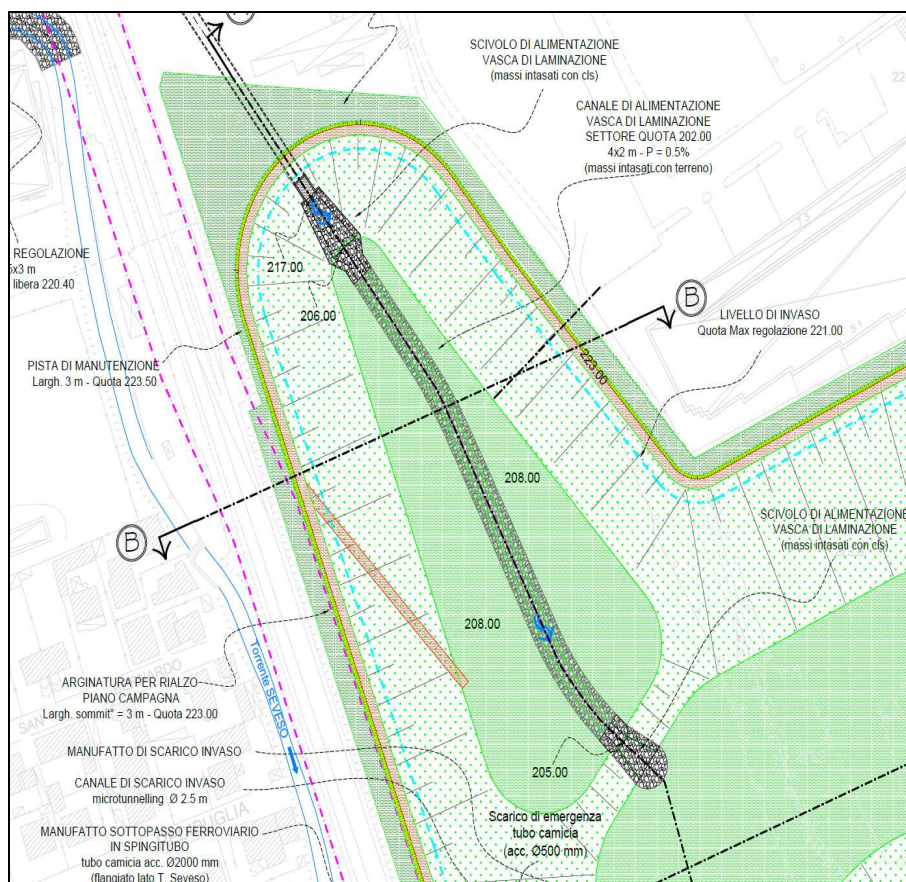 SCIVOLO DI ALIMENTAZIONE
VASCA DI LAMINAZIONE
(massi intasati con cls)
CANALE DI ALIMENTAZIONE
VASCA DI LAMINAZIONE
SETTORE QUOTA 202.00
4x2 m - P = 0.5%
(massi intasati con terreno)
REGOLAZIONE
x3 m
libera 220.40
217.00
206.00
B
LIVELLO DI INVASO
Quota Max regolazione 221.00
PISTA DI MANUTENZIONE
Largh. 3 m - Quota 223.50
223.00
208.00
SCIVOLO DI ALIMENTAZIONE
VASCA DI LAMINAZIONE
(massi intasati con cls)
B
208.00
Torrente SEVESO
ARGINATURA PER RIALZO
PIANO CAMPAGNA
Largh. sommit° = 3 m - Quota 223.00
MANUFATTO DI SCARICO INVASO
205.00
CANALE DI SCARICO INVASO
microtunnelling Ø 2.5 m
Scarico di emergenza
tubo camicia
(acc. Ø500 mm)
MANUFATTO SOTTOPASSO FERROVIARIO
IN SPINGITUBO
tubo camicia acc. Ø2000 mm
(flangiato lato T. Seveso)